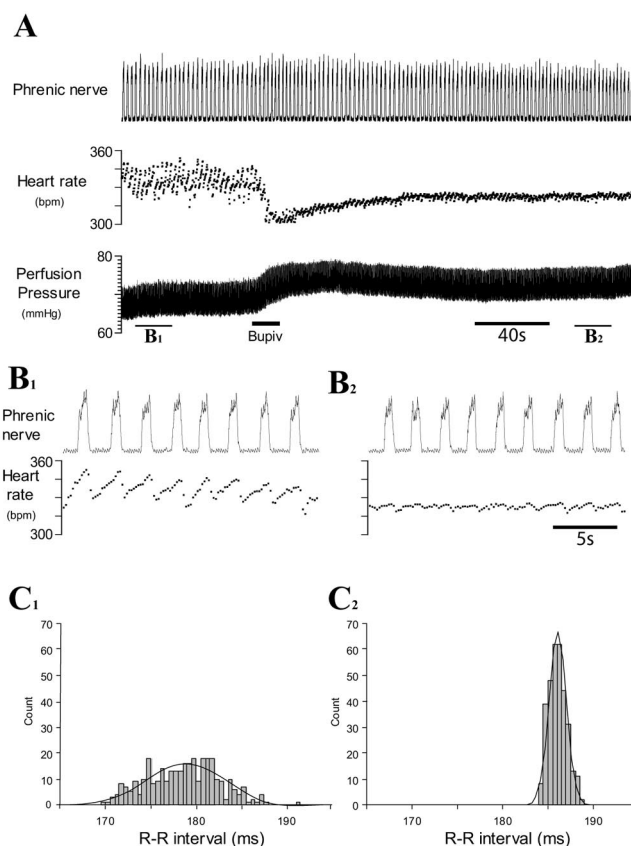 A
Phrenic nerve
360
Heart rate
(bpm)
300
80
Perfusion
Pressure
(mmHg)
60
B1
Bupiv
40s
B2
B1
B2
Phrenic
nerve
360
Heart
rate
(bpm)
300
360
300
5s
C1
C2
70
60
50
40
30
20
10
0
Count
170
180
190
R-R interval (ms)
70
60
50
40
30
20
10
0
Count
170
180
190
R-R interval (ms)